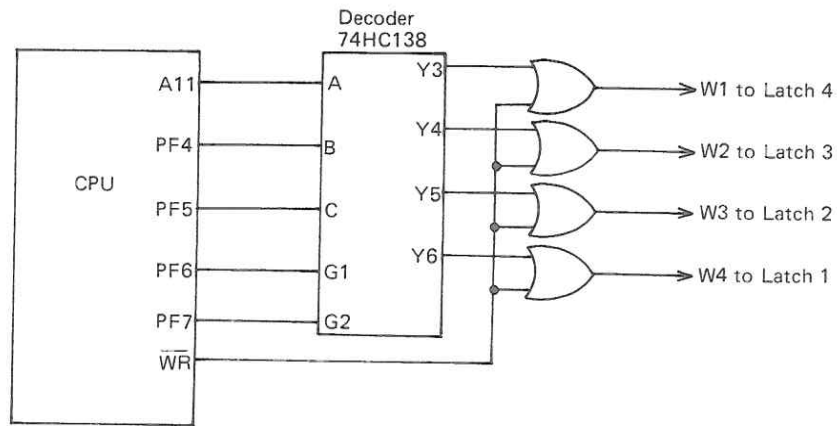 Decoder
74HC138
CPU
A11
PF4
PF5
PF6
PF7
W̅R̅
A
B
C
G1
G2
Y3
Y4
Y5
Y6
W1 to Latch 4
W2 to Latch 3
W3 to Latch 2
W4 to Latch 1